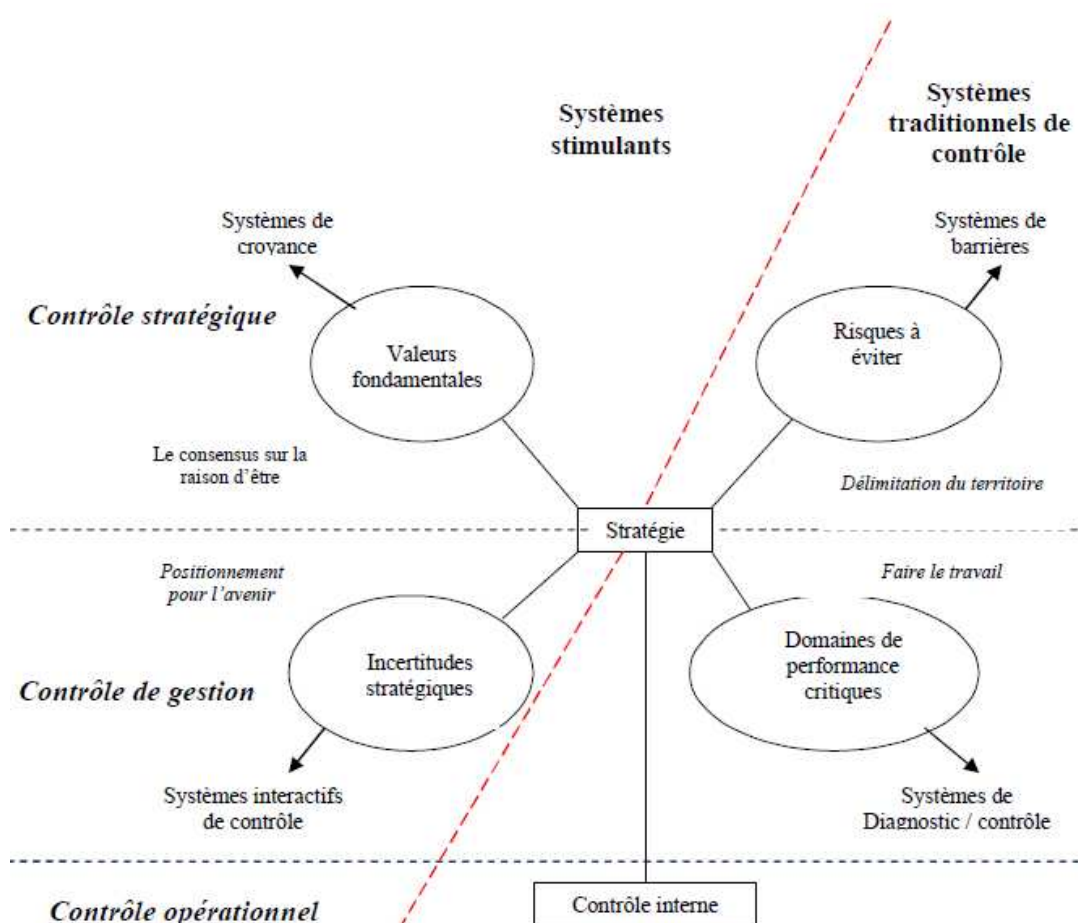 Systèmes
stimulants
Systèmes
traditionnels de
contrôle
Systèmes de
croyance
Systèmes de
barrières
Contrôle stratégique
Valeurs
fondamentales
Risques à
éviter
Le consensus sur la
raison d’être
Délimitation du territoire
Stratégie
Positionnement
pour l’avenir
Faire le travail
Contrôle de gestion
Incertitudes
stratégiques
Domaines de
performance
critiques
Systèmes interactifs
de contrôle
Systèmes de
Diagnostic / contrôle
Contrôle opérationnel
Contrôle interne